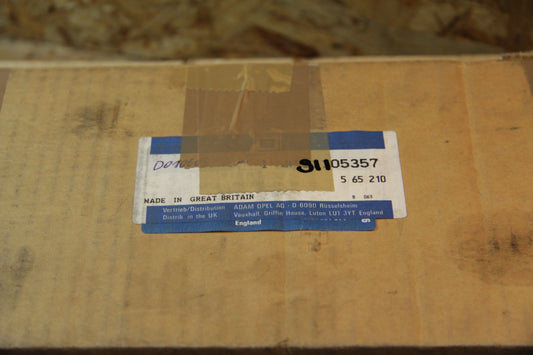 91105357
5 65 210
MADE IN GREAT BRITAIN
Vertrieb/Distribution ADAM OPEL AG - D 6090 Rüsselsheim
Distrib. in the UK Vauxhall, Griffin House, Luton LU1 3YT England
England